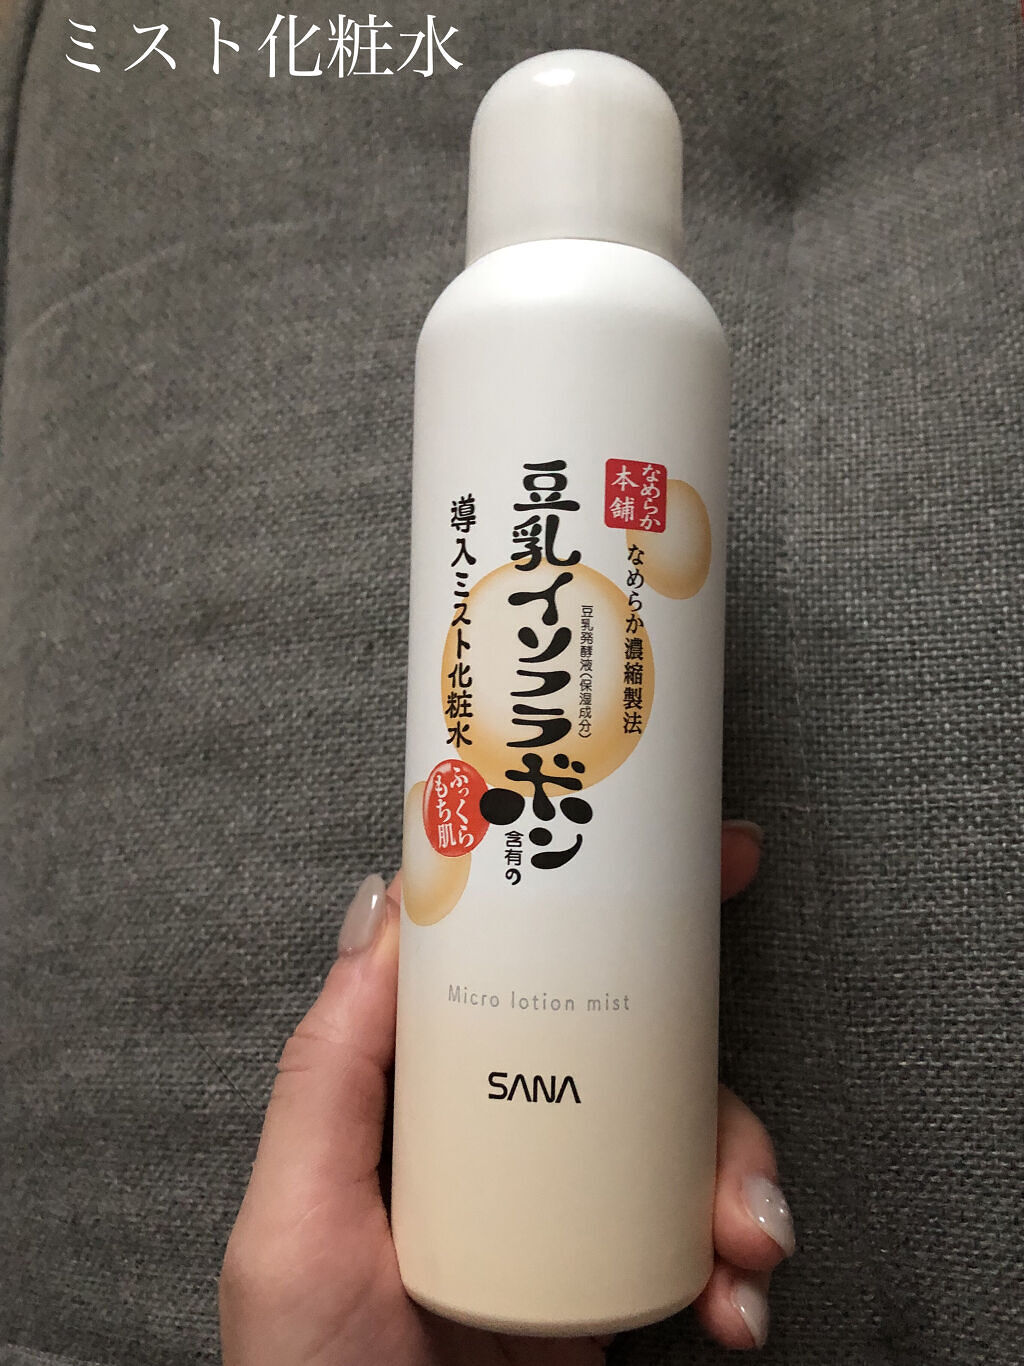 ミスト化粧水
なめらか
本舗
なめらか濃縮製法
豆乳発酵液(保湿成分)
豆乳イソフラボン
含有の
導入ミスト化粧水
ふっくら
もち肌
Micro lotion mist
SANA